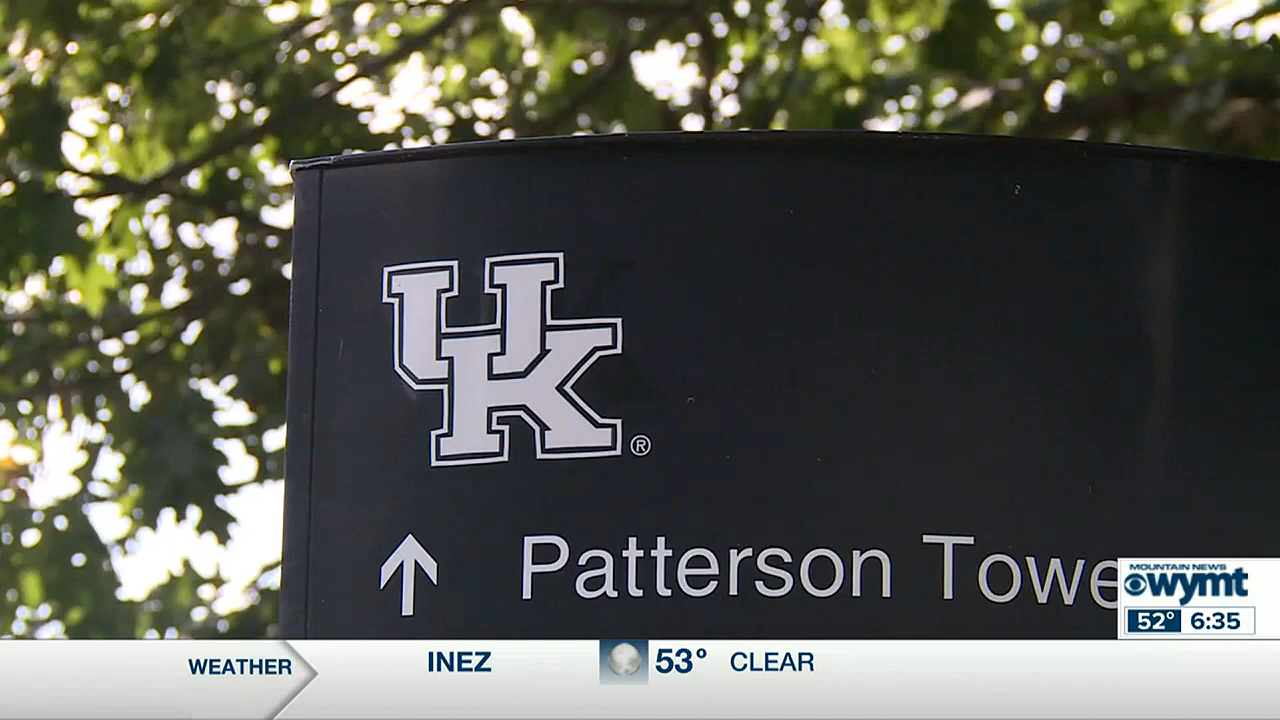 UK
®
↑ Patterson Towe
MOUNTAIN NEWS
wymt
52° 6:35
WEATHER INEZ 53° CLEAR